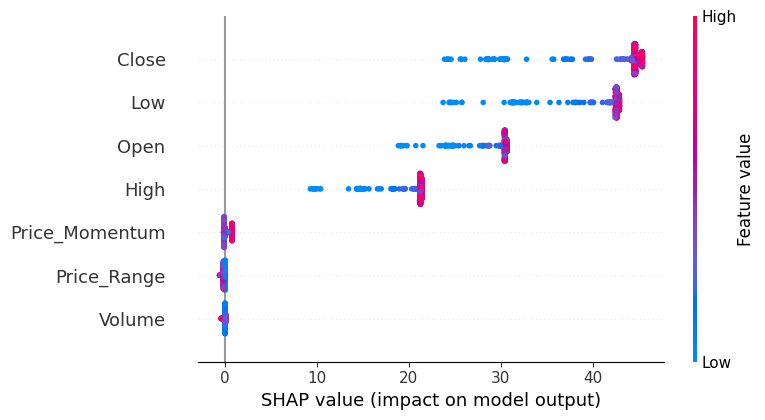 High
Close
Low
Open
High
Price_Momentum
Price_Range
Volume
Feature value
Low
0 10 20 30 40
SHAP value (impact on model output)